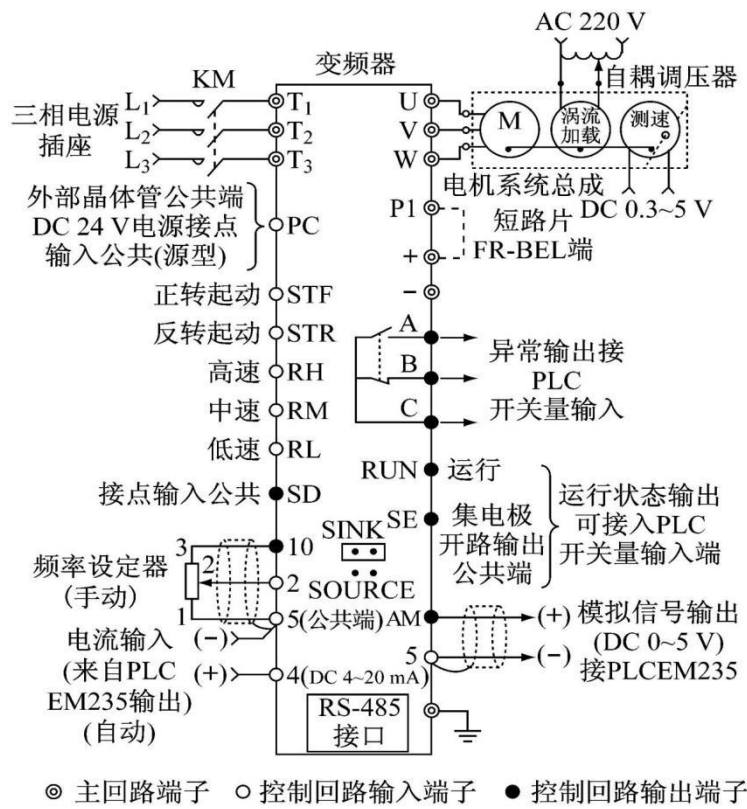 AC 220 V
变频器
自耦调压器
KM
三相电源
插座
L1
L2
L3
T1
T2
T3
U
V
W
M
涡流
加载
测速
电机系统总成
DC 0.3~5 V
外部晶体管公共端
DC 24 V电源接点
输入公共(源型)
PC
P1
短路片
+
FR-BEL端
正转起动
STF
−
反转起动
STR
高速
RH
中速
RM
低速
RL
A
B
C
异常输出接
PLC
开关量输入
接点输入公共
SD
RUN
运行
SE
集电极
开路输出
公共端
运行状态输出
可接入PLC
开关量输入端
SINK
SOURCE
频率设定器
(手动)
3
2
1
10
2
5(公共端)
AM
(+)
模拟信号输出
(DC 0~5 V)
接PLCEM235
5
(−)
电流输入
(来自PLC
EM235输出)
(自动)
(−)
(+)
4(DC 4~20 mA)
RS-485
接口
主回路端子
控制回路输入端子
控制回路输出端子